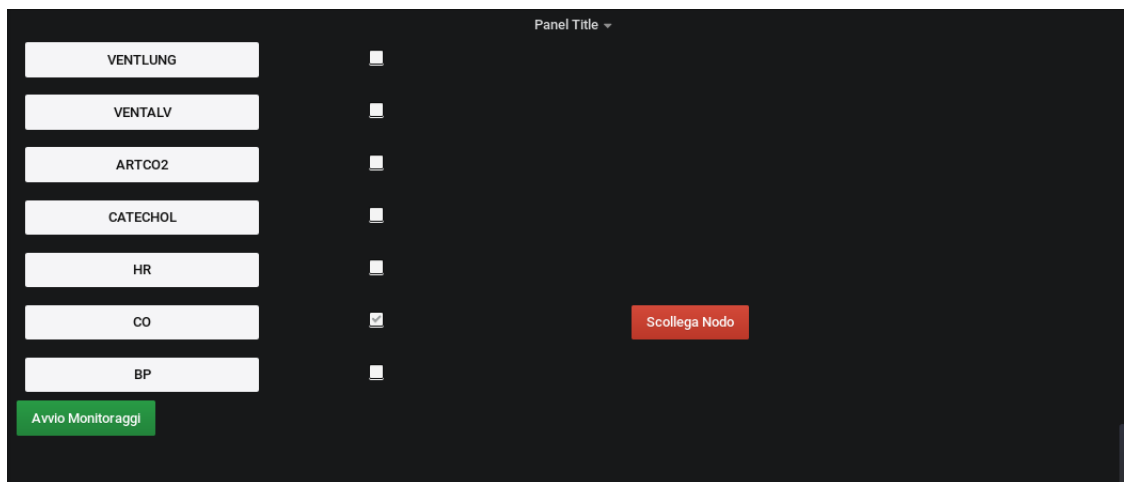 Panel Title
VENTLUNG
VENTALV
ARTCO2
CATECHOL
HR
CO
Scollega Nodo
BP
Avvio Monitoraggi